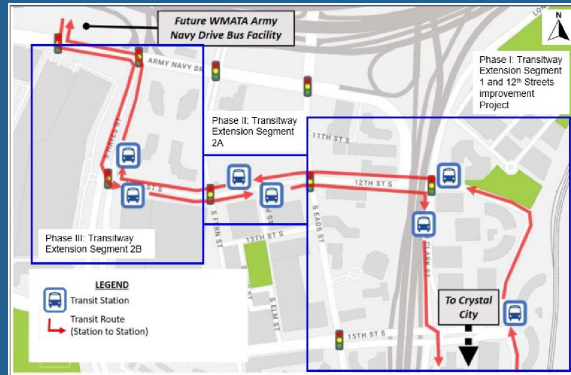 Future WMATA Army
Navy Drive Bus Facility
N
ARMY NAVY DR
Phase I: Transitway
Extension Segment
1 and 12th Streets
improvement
Project
Phase II: Transitway
Extension Segment
2A
11TH ST S
12TH ST S
S HAYES ST
ST S
S FERN ST
S EADS ST
13TH ST S
CLARK ST
Phase III: Transitway
Extension Segment 2B
S ELM ST
15TH ST S
To Crystal
City
LEGEND
Transit Station
Transit Route
(Station to Station)